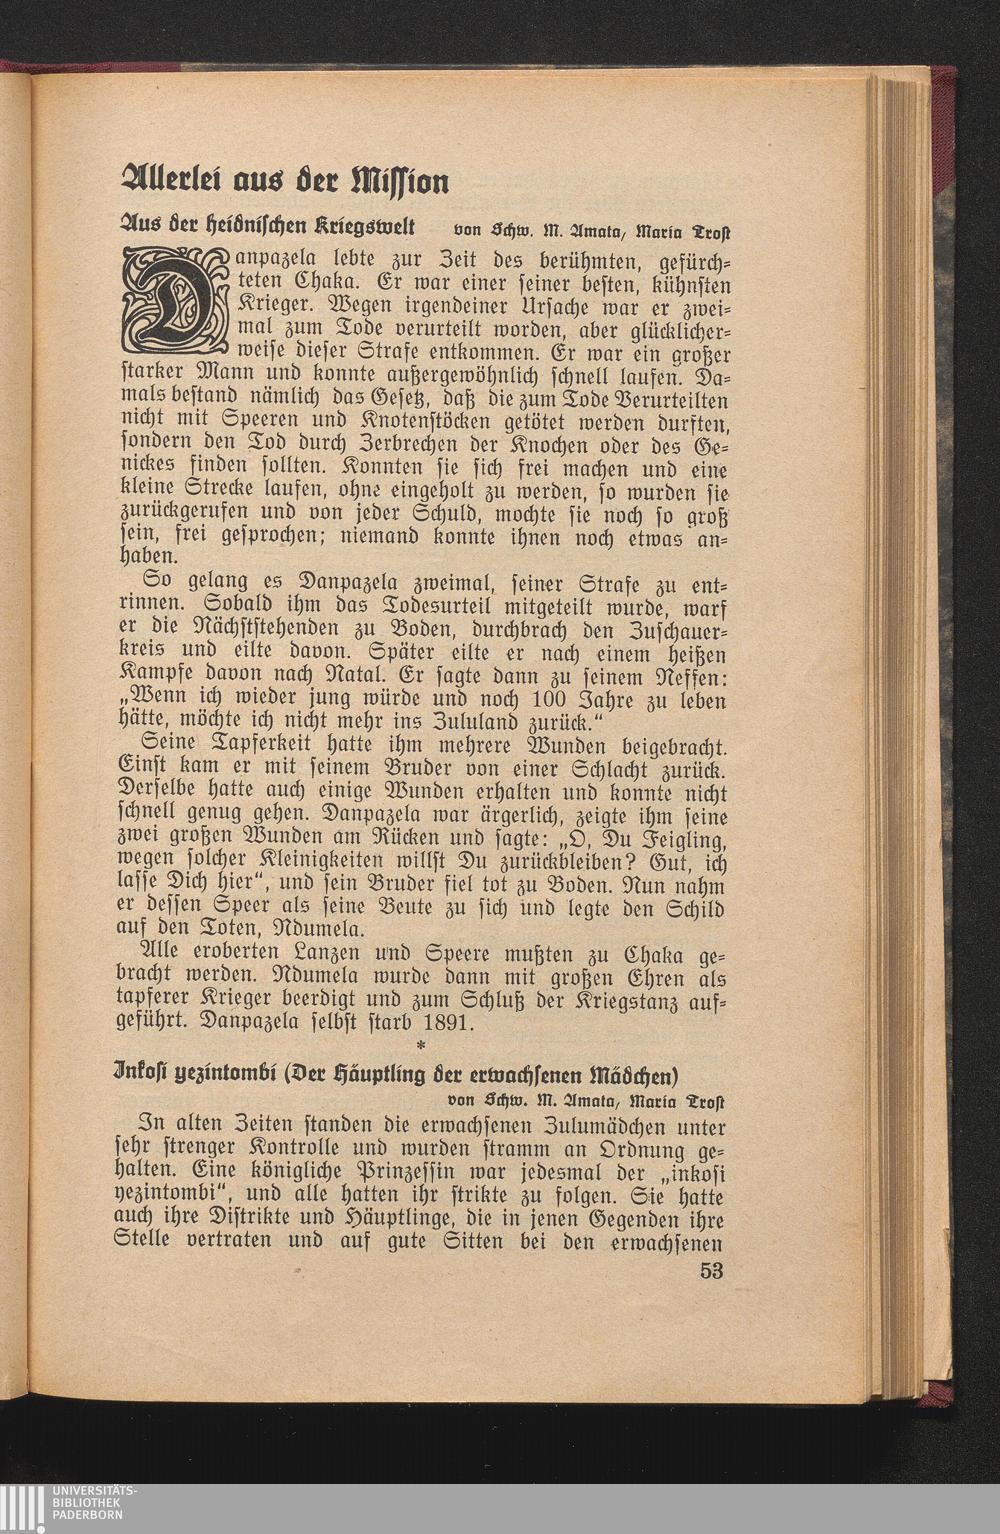 Allerlei aus der Mission
Aus der heidnischen Kriegswelt von Schw. M. Amata, Maria Trost
Danpazela lebte zur Zeit des berühmten, gefürch-
teten Chaka. Er war einer seiner besten, kühnsten
Krieger. Wegen irgendeiner Ursache war er zwei-
mal zum Tode verurteilt worden, aber glücklicher-
weise dieser Strafe entkommen. Er war ein großer
starker Mann und konnte außergewöhnlich schnell laufen. Da-
mals bestand nämlich das Gesetz, daß die zum Tode Verurteilten
nicht mit Speeren und Knotenstöcken getötet werden durften,
sondern den Tod durch Zerbrechen der Knochen oder des Ge-
nickes finden sollten. Konnten sie sich frei machen und eine
kleine Strecke laufen, ohne eingeholt zu werden, so wurden sie
zurückgerufen und von jeder Schuld, mochte sie noch so groß
sein, frei gesprochen; niemand konnte ihnen noch etwas an-
haben.
So gelang es Danpazela zweimal, seiner Strafe zu ent-
rinnen. Sobald ihm das Todesurteil mitgeteilt wurde, warf
er die Nächststehenden zu Boden, durchbrach den Zuschauer-
kreis und eilte davon. Später eilte er nach einem heißen
Kampfe davon nach Natal. Er sagte dann zu seinem Neffen:
„Wenn ich wieder jung würde und noch 100 Jahre zu leben
hätte, möchte ich nicht mehr ins Zululand zurück.“
Seine Tapferkeit hatte ihm mehrere Wunden beigebracht.
Einst kam er mit seinem Bruder von einer Schlacht zurück.
Derselbe hatte auch einige Wunden erhalten und konnte nicht
schnell genug gehen. Danpazela war ärgerlich, zeigte ihm seine
zwei großen Wunden am Rücken und sagte: „O, Du Feigling,
wegen solcher Kleinigkeiten willst Du zurückbleiben? Gut, ich
lasse Dich hier“, und sein Bruder fiel tot zu Boden. Nun nahm
er dessen Speer als seine Beute zu sich und legte den Schild
auf den Toten, Ndumela.
Alle eroberten Lanzen und Speere mußten zu Chaka ge-
bracht werden. Ndumela wurde dann mit großen Ehren als
tapferer Krieger beerdigt und zum Schluß der Kriegstanz auf-
geführt. Danpazela selbst starb 1891.
*
Inkosi yezintombi (Der Häuptling der erwachsenen Mädchen)
von Schw. M. Amata, Maria Trost
In alten Zeiten standen die erwachsenen Zulumädchen unter
sehr strenger Kontrolle und wurden stramm an Ordnung ge-
halten. Eine königliche Prinzessin war jedesmal der „inkosi
yezintombi“, und alle hatten ihr strikte zu folgen. Sie hatte
auch ihre Distrikte und Häuptlinge, die in jenen Gegenden ihre
Stelle vertraten und auf gute Sitten bei den erwachsenen
53
UNIVERSITÄTS-
BIBLIOTHEK
PADERBORN